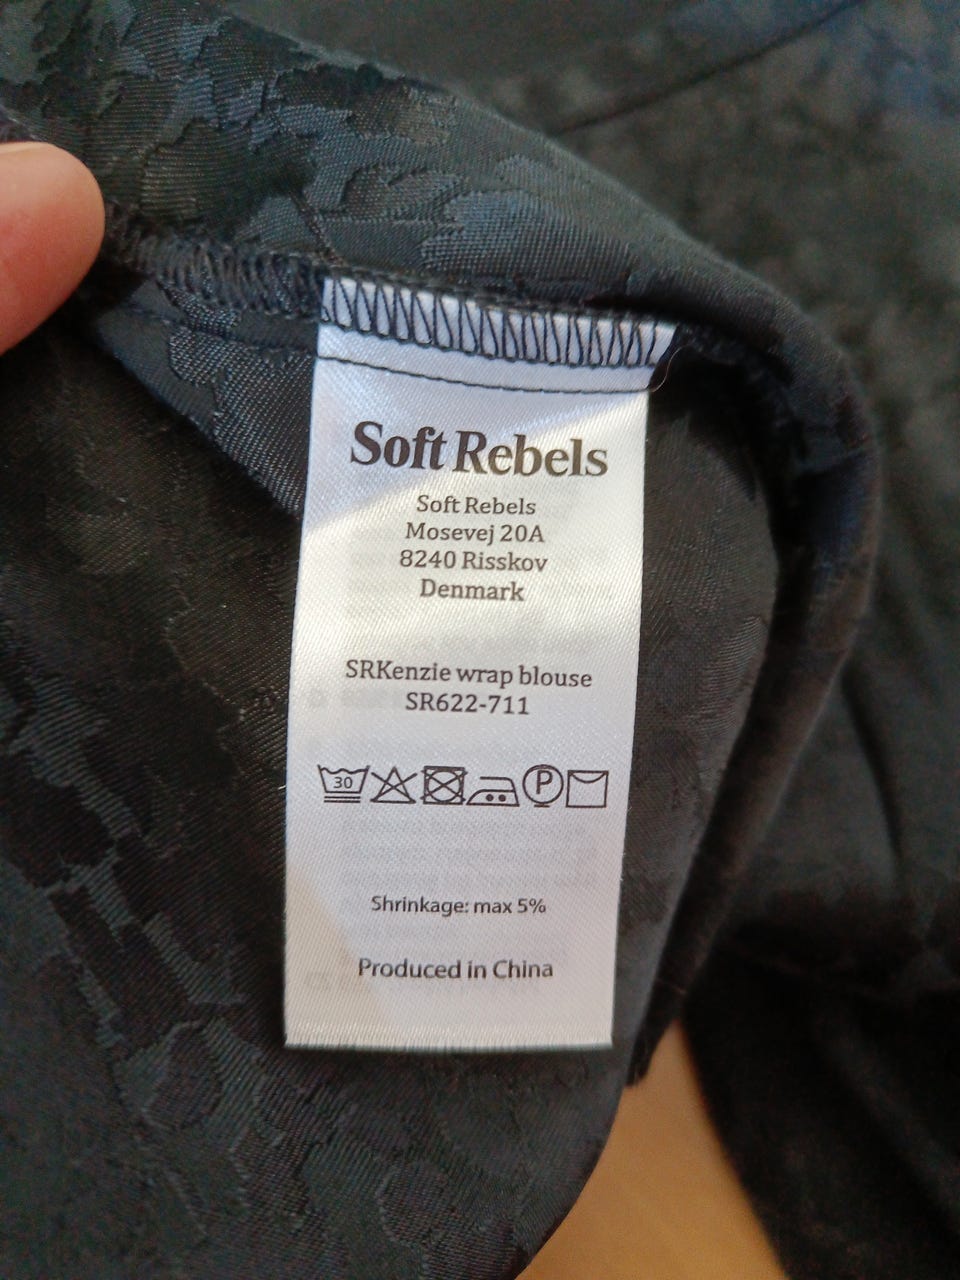 Soft Rebels
Soft Rebels
Mosevej 20A
8240 Risskov
Denmark
SRKenzie wrap blouse
SR622-711
30 P
Shrinkage: max 5%
Produced in China